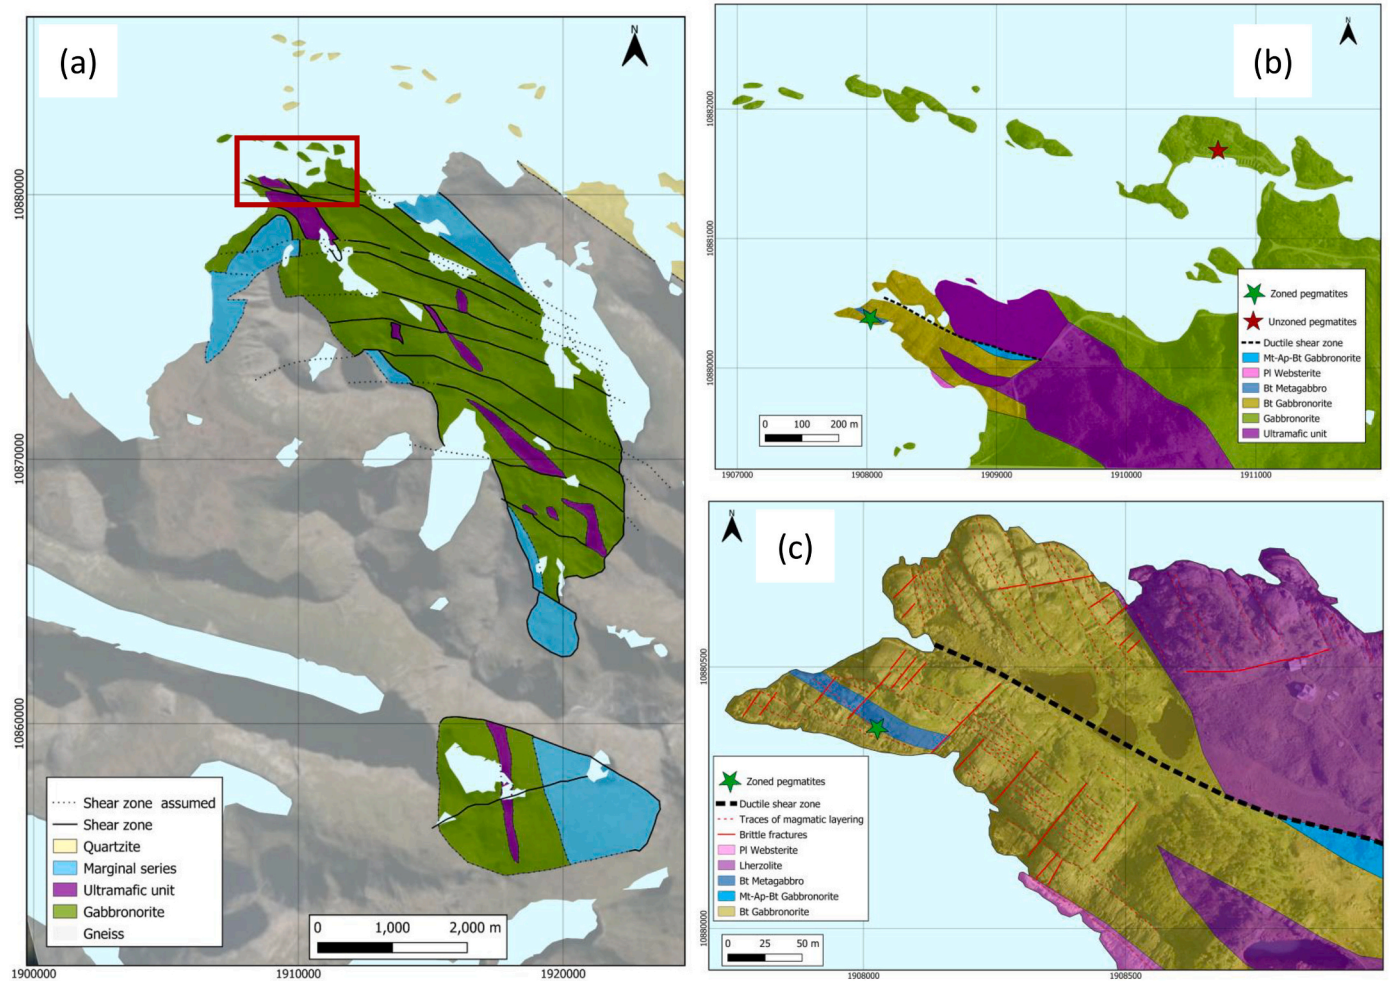 (a)
N
10880000
10870000
10860000
Shear zone assumed
Shear zone
Quartzite
Marginal series
Ultramafic unit
Gabbronorite
Gneiss
0 1,000 2,000 m
1900000 1910000 1920000
(b)
N
10882000
10881000
10880000
Zoned pegmatites
Unzoned pegmatites
Ductile shear zone
Mt-Ap-Bt Gabbronorite
Pl Websterite
Bt Metagabbro
Bt Gabbronorite
Gabbronorite
Ultramafic unit
0 100 200 m
1907000 1908000 1909000 1910000 1911000
(c)
N
10880500
10880000
Zoned pegmatites
Ductile shear zone
Traces of magmatic layering
Brittle fractures
Pl Websterite
Lherzolite
Bt Metagabbro
Mt-Ap-Bt Gabbronorite
Bt Gabbronorite
0 25 50 m
1908000 1908500